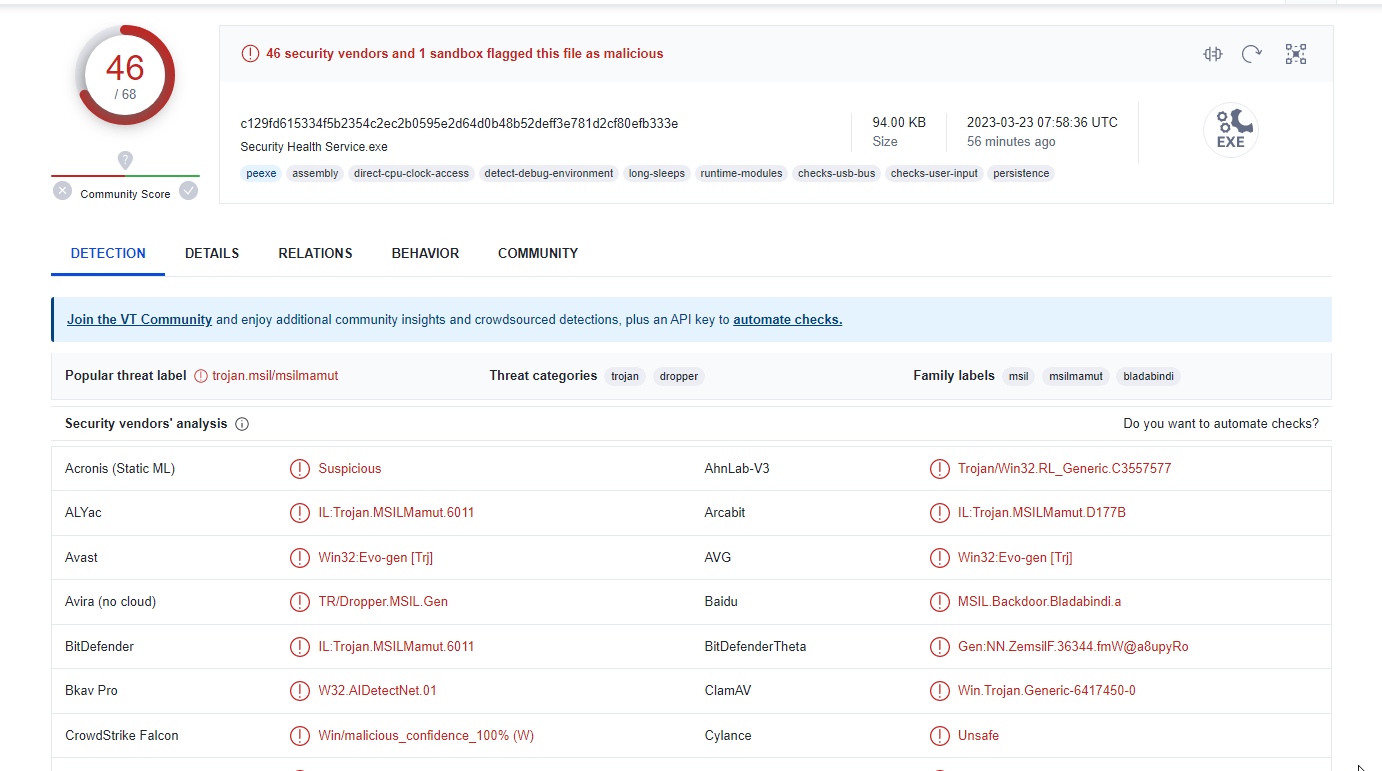 46
/ 68
Community Score
46 security vendors and 1 sandbox flagged this file as malicious
c129fd615334f5b2354c2ec2b0595e2d64d0b48b52deff3e781d2cf80efb333e
Security Health Service.exe
94.00 KB
Size
2023-03-23 07:58:36 UTC
56 minutes ago
EXE
peexe assembly direct-cpu-clock-access detect-debug-environment long-sleeps runtime-modules checks-usb-bus checks-user-input persistence
DETECTION DETAILS RELATIONS BEHAVIOR COMMUNITY
Join the VT Community and enjoy additional community insights and crowdsourced detections, plus an API key to automate checks.
Popular threat label trojan.msil/msilmamut Threat categories trojan dropper Family labels msil msilmamut bladabindi
Security vendors' analysis Do you want to automate checks?
Acronis (Static ML) Suspicious AhnLab-V3 Trojan/Win32.RL_Generic.C3557577
ALYac IL:Trojan.MSILMamut.6011 Arcabit IL:Trojan.MSILMamut.D177B
Avast Win32:Evo-gen [Trj] AVG Win32:Evo-gen [Trj]
Avira (no cloud) TR/Dropper.MSIL.Gen Baidu MSIL.Backdoor.Bladabindi.a
BitDefender IL:Trojan.MSILMamut.6011 BitDefenderTheta Gen:NN.ZemsilF.36344.fmW@a8upyRo
Bkav Pro W32.AIDetectNet.01 ClamAV Win.Trojan.Generic-6417450-0
CrowdStrike Falcon Win/malicious_confidence_100% (W) Cylance Unsafe